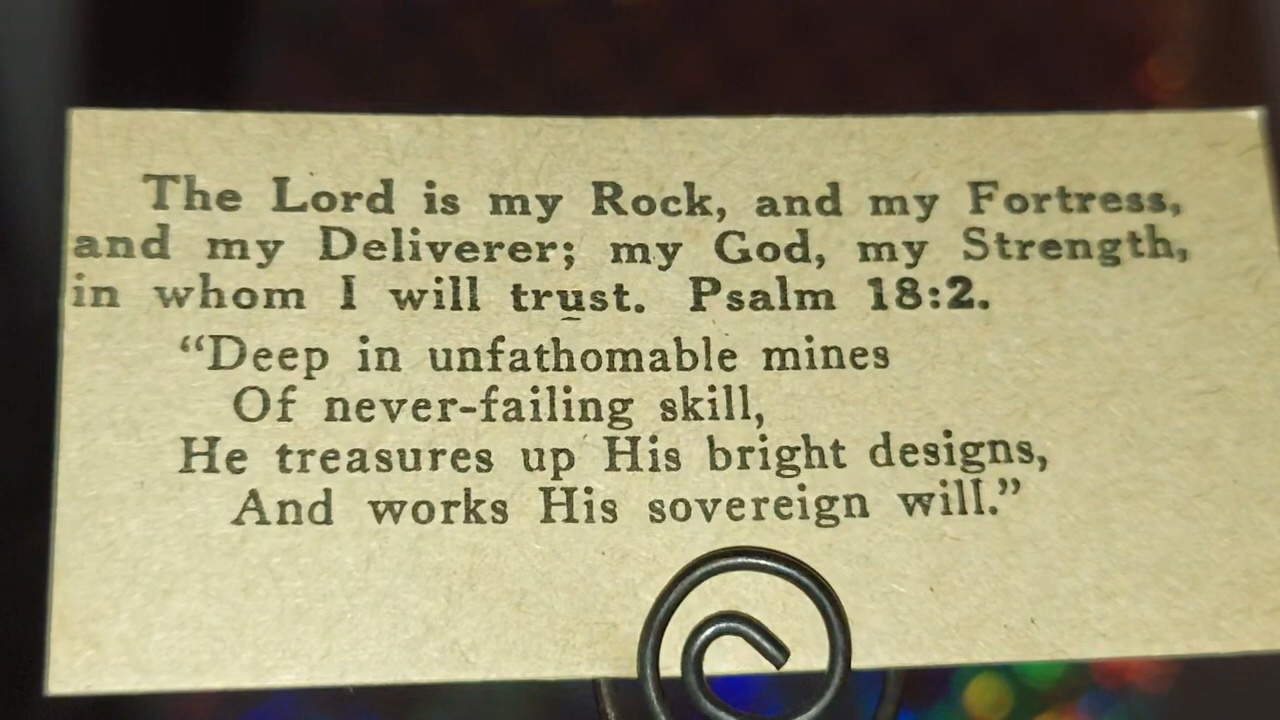 The Lord is my Rock, and my Fortress,
and my Deliverer; my God, my Strength,
in whom I will trust. Psalm 18:2.
“Deep in unfathomable mines
Of never-failing skill,
He treasures up His bright designs,
And works His sovereign will.”